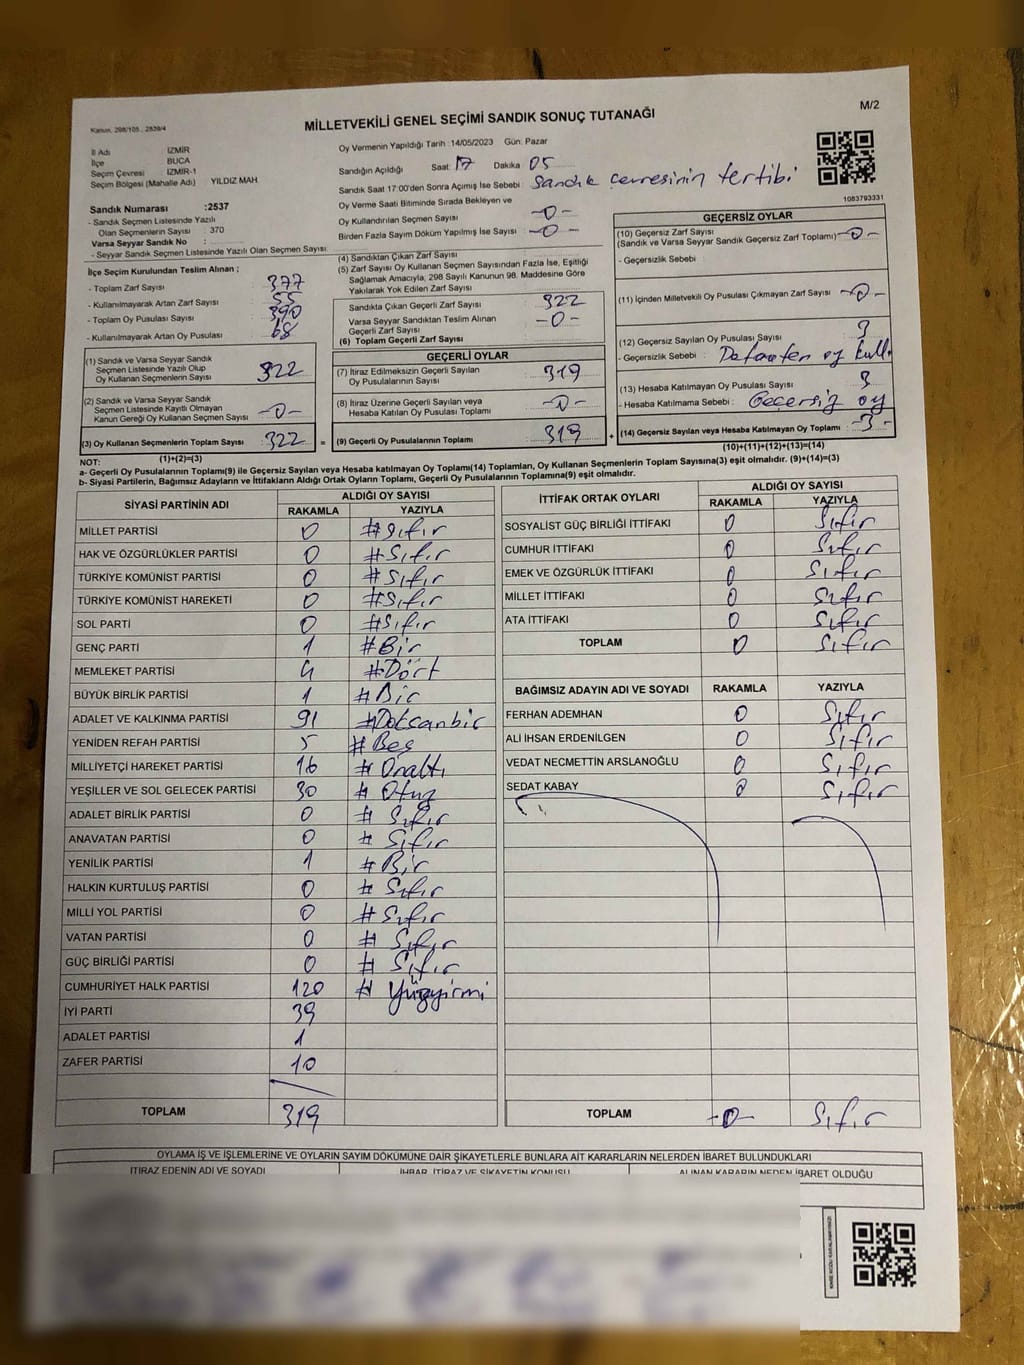 Kanun, 298/105 , 2839/4
MİLLETVEKİLİ GENEL SEÇİMİ SANDIK SONUÇ TUTANAĞI
M/2
İl Adı İZMİR
İlçe BUCA
Seçim Çevresi İZMİR-1
Seçim Bölgesi (Mahalle Adı) YILDIZ MAH
Sandık Numarası :2537
- Sandık Seçmen Listesinde Yazılı
Olan Seçmenlerin Sayısı : 370
Varsa Seyyar Sandık No :
- Seyyar Sandık Seçmen Listesinde Yazılı Olan Seçmen Sayısı
Oy Vermenin Yapıldığı Tarih :14/05/2023 Gün: Pazar
Sandığın Açıldığı Saat: 17 Dakika 05
Sandık Saat 17:00'den Sonra Açımış İse Sebebi : Sandık çevresinin tertibi
Oy Verme Saati Bitiminde Sırada Bekleyen ve
Oy Kullandırılan Seçmen Sayısı -0-
Birden Fazla Sayım Döküm Yapılmış İse Sayısı -0-
1083793331
İlçe Seçim Kurulundan Teslim Alınan ;
- Toplam Zarf Sayısı : 377
- Kullanılmayarak Artan Zarf Sayısı : 55
- Toplam Oy Pusulası Sayısı : 390
- Kullanılmayarak Artan Oy Pusulası : 68
(1) Sandık ve Varsa Seyyar Sandık
Seçmen Listesinde Yazılı Olup
Oy Kullanan Seçmenlerin Sayısı : 322
(2) Sandık ve Varsa Seyyar Sandık
Seçmen Listesinde Kayıtlı Olmayan
Kanun Gereği Oy Kullanan Seçmen Sayısı -0-
(3) Oy Kullanan Seçmenlerin Toplam Sayısı : 322 =
(4) Sandıktan Çıkan Zarf Sayısı
(5) Zarf Sayısı Oy Kullanan Seçmen Sayısından Fazla İse, Eşitliği
Sağlamak Amacıyla, 298 Sayılı Kanunun 98. Maddesine Göre
Yakılarak Yok Edilen Zarf Sayısı
Sandıkta Çıkan Geçerli Zarf Sayısı 322
Varsa Seyyar Sandıktan Teslim Alınan -0-
Geçerli Zarf Sayısı
(6) Toplam Geçerli Zarf Sayısı
GEÇERLİ OYLAR
(7) İtiraz Edilmeksizin Geçerli Sayılan
Oy Pusulalarının Sayısı : 319
(8) İtiraz Üzerine Geçerli Sayılan veya
Hesaba Katılan Oy Pusulası Toplamı : -0-
(9) Geçerli Oy Pusulalarının Toplamı : 319 +
GEÇERSİZ OYLAR
(10) Geçersiz Zarf Sayısı
(Sandık ve Varsa Seyyar Sandık Geçersiz Zarf Toplamı) -0-
- Geçersizlik Sebebi :
(11) İçinden Milletvekili Oy Pusulası Çıkmayan Zarf Sayısı -0-
(12) Geçersiz Sayılan Oy Pusulası Sayısı : 3
- Geçersizlik Sebebi : oy kull.
(13) Hesaba Katılmayan Oy Pusulası Sayısı : 3
- Hesaba Katılmama Sebebi : Geçersiz oy
(14) Geçersiz Sayılan veya Hesaba Katılmayan Oy Toplamı : -3-
(1)+(2)=(3)
(10)+(11)+(12)+(13)=(14)
NOT:
a- Geçerli Oy Pusulalarının Toplamı(9) ile Geçersiz Sayılan veya Hesaba katılmayan Oy Toplamı(14) Toplamları, Oy Kullanan Seçmenlerin Toplam Sayısına(3) eşit olmalıdır. (9)+(14)=(3)
b- Siyasi Partilerin, Bağımsız Adayların ve İttifakların Aldığı Ortak Oyların Toplamı, Geçerli Oy Pusulalarının Toplamına(9) eşit olmalıdır.
SİYASİ PARTİNİN ADI ALDIĞI OY SAYISI
RAKAMLA YAZIYLA
MİLLET PARTİSİ 0 #Sıfır
HAK VE ÖZGÜRLÜKLER PARTİSİ 0 #Sıfır
TÜRKİYE KOMÜNİST PARTİSİ 0 #Sıfır
TÜRKİYE KOMÜNİST HAREKETİ 0 #Sıfır
SOL PARTİ 0 #Sıfır
GENÇ PARTİ 1 #Bir
MEMLEKET PARTİSİ 4 #Dört
BÜYÜK BİRLİK PARTİSİ 1 #Bir
ADALET VE KALKINMA PARTİSİ 91 #Doksanbir
YENİDEN REFAH PARTİSİ 5 #Beş
MİLLİYETÇİ HAREKET PARTİSİ 16 #Onaltı
YEŞİLLER VE SOL GELECEK PARTİSİ 30 #Otuz
ADALET BİRLİK PARTİSİ 0 #Sıfır
ANAVATAN PARTİSİ 0 #Sıfır
YENİLİK PARTİSİ 1 #Bir
HALKIN KURTULUŞ PARTİSİ 0 #Sıfır
MİLLİ YOL PARTİSİ 0 #Sıfır
VATAN PARTİSİ 0 #Sıfır
GÜÇ BİRLİĞİ PARTİSİ 0 #Sıfır
CUMHURİYET HALK PARTİSİ 120 #Yüzyirmi
İYİ PARTİ 39
ADALET PARTİSİ 1
ZAFER PARTİSİ 10
TOPLAM 319
İTTİFAK ORTAK OYLARI ALDIĞI OY SAYISI
RAKAMLA YAZIYLA
SOSYALİST GÜÇ BİRLİĞİ İTTİFAKI 0 Sıfır
CUMHUR İTTİFAKI 0 Sıfır
EMEK VE ÖZGÜRLÜK İTTİFAKI 0 Sıfır
MİLLET İTTİFAKI 0 Sıfır
ATA İTTİFAKI 0 Sıfır
TOPLAM 0 Sıfır
BAĞIMSIZ ADAYIN ADI VE SOYADI RAKAMLA YAZIYLA
FERHAN ADEMHAN 0 Sıfır
ALİ İHSAN ERDENİLGEN 0 Sıfır
VEDAT NECMETTİN ARSLANOĞLU 0 Sıfır
SEDAT KABAY 0 Sıfır
TOPLAM -0- Sıfır
OYLAMA İŞ VE İŞLEMLERİNE VE OYLARIN SAYIM DÖKÜMÜNE DAİR ŞİKAYETLERLE BUNLARA AİT KARARLARIN NELERDEN İBARET BULUNDUKLARI
İTİRAZ EDENİN ADI VE SOYADI İHBAR, İTİRAZ VE ŞİKAYETİN KONUSU ALINAN KARARIN NEDEN İBARET OLDUĞU